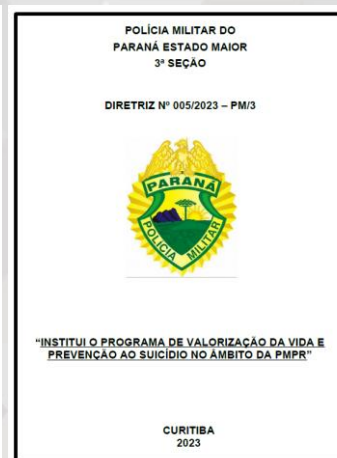 POLÍCIA MILITAR DO
PARANÁ ESTADO MAIOR
3ª SEÇÃO
DIRETRIZ Nº 005/2023 – PM/3
PARANÁ
POLÍCIA MILITAR
“INSTITUI O PROGRAMA DE VALORIZAÇÃO DA VIDA E
PREVENÇÃO AO SUICÍDIO NO ÂMBITO DA PMPR”
CURITIBA
2023